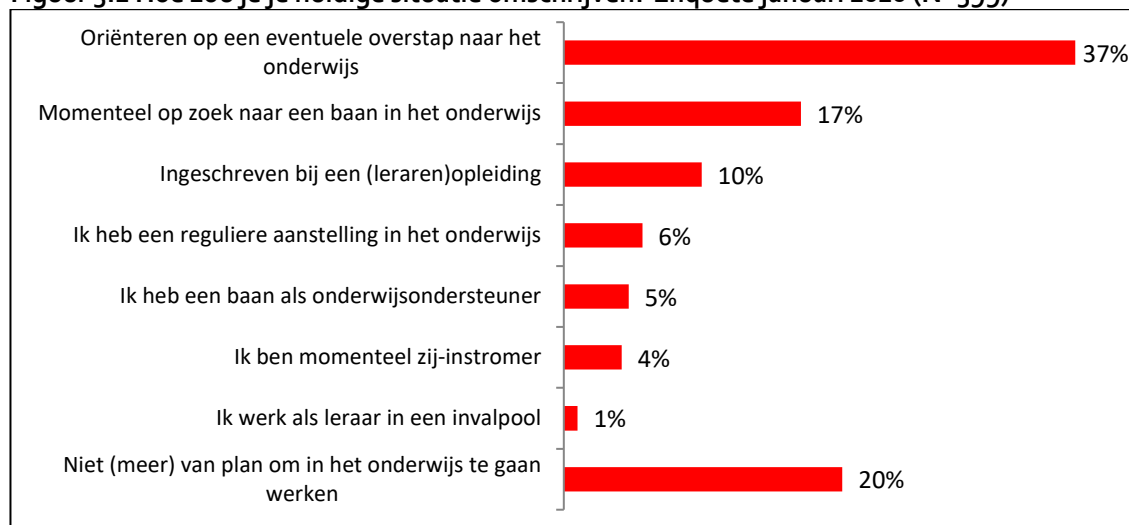 Oriënteren op een eventuele overstap naar het
onderwijs
37%
Momenteel op zoek naar een baan in het onderwijs
17%
Ingeschreven bij een (leraren)opleiding
10%
Ik heb een reguliere aanstelling in het onderwijs
6%
Ik heb een baan als onderwijsondersteuner
5%
Ik ben momenteel zij-instromer
4%
Ik werk als leraar in een invalpool
1%
Niet (meer) van plan om in het onderwijs te gaan
werken
20%